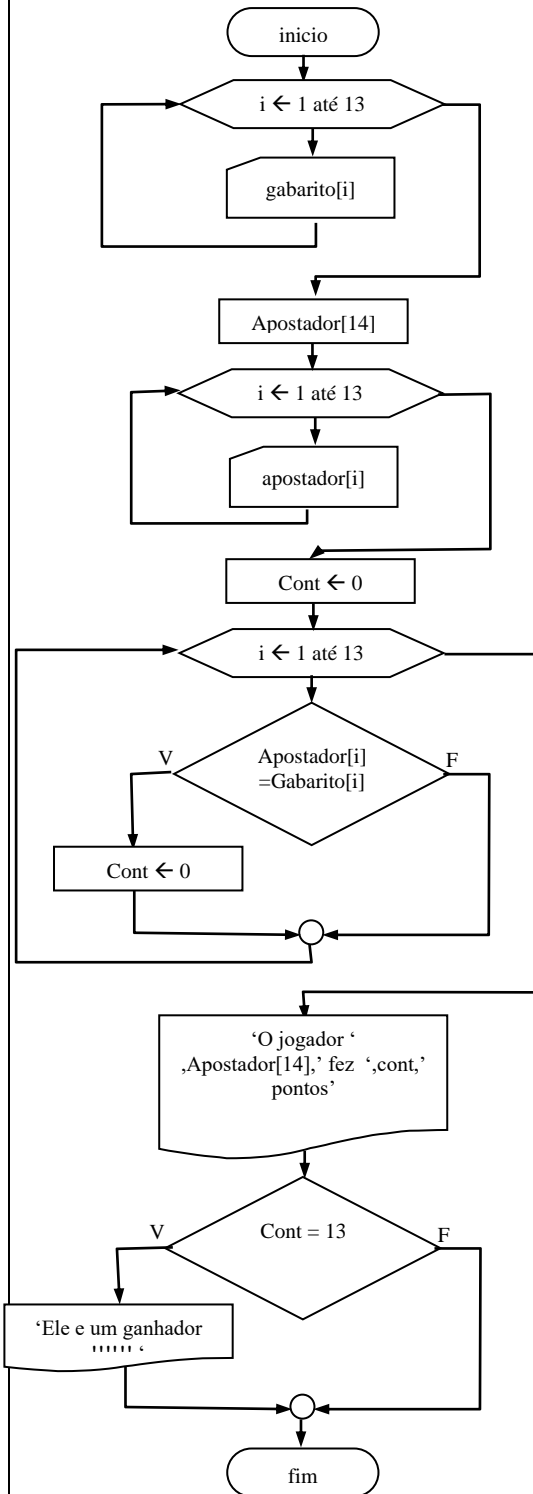 inicio
i ← 1 até 13
gabarito[i]
Apostador[14]
i ← 1 até 13
apostador[i]
Cont ← 0
i ← 1 até 13
V
Apostador[i]
=Gabarito[i]
F
Cont ← 0
‘O jogador ‘
,Apostador[14],’ fez ‘,cont,’
pontos’
V
Cont = 13
F
‘Ele e um ganhador
'''''' ‘
fim